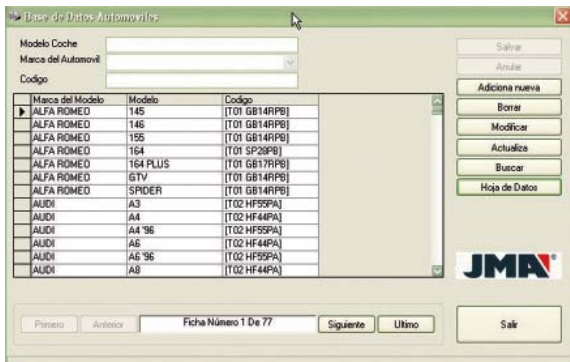 Base de Datos Automoviles
Modelo Coche
Marca del Automovil
Codigo
Salvar
Anular
Adiciona nueva
Borrar
Modificar
Actualiza
Buscar
Hoja de Datos
Marca del Modelo Modelo Codigo
ALFA ROMEO 145 [T01 GB14RPB]
ALFA ROMEO 146 [T01 GB14RPB]
ALFA ROMEO 155 [T01 GB14RPB]
ALFA ROMEO 164 [T01 SP28PB]
ALFA ROMEO 164 PLUS [T01 GB17RPB]
ALFA ROMEO GTV [T01 GB14RPB]
ALFA ROMEO SPIDER [T01 GB14RPB]
AUDI A3 [T02 HF55PA]
AUDI A4 [T02 HF44PA]
AUDI A4 '96 [T02 HF55PA]
AUDI A6 [T02 HF44PA]
AUDI A6 '96 [T02 HF55PA]
AUDI A8 [T02 HF44PA]
JMA
Primero Anterior Ficha Número 1 De 77 Siguiente Ultimo Salir